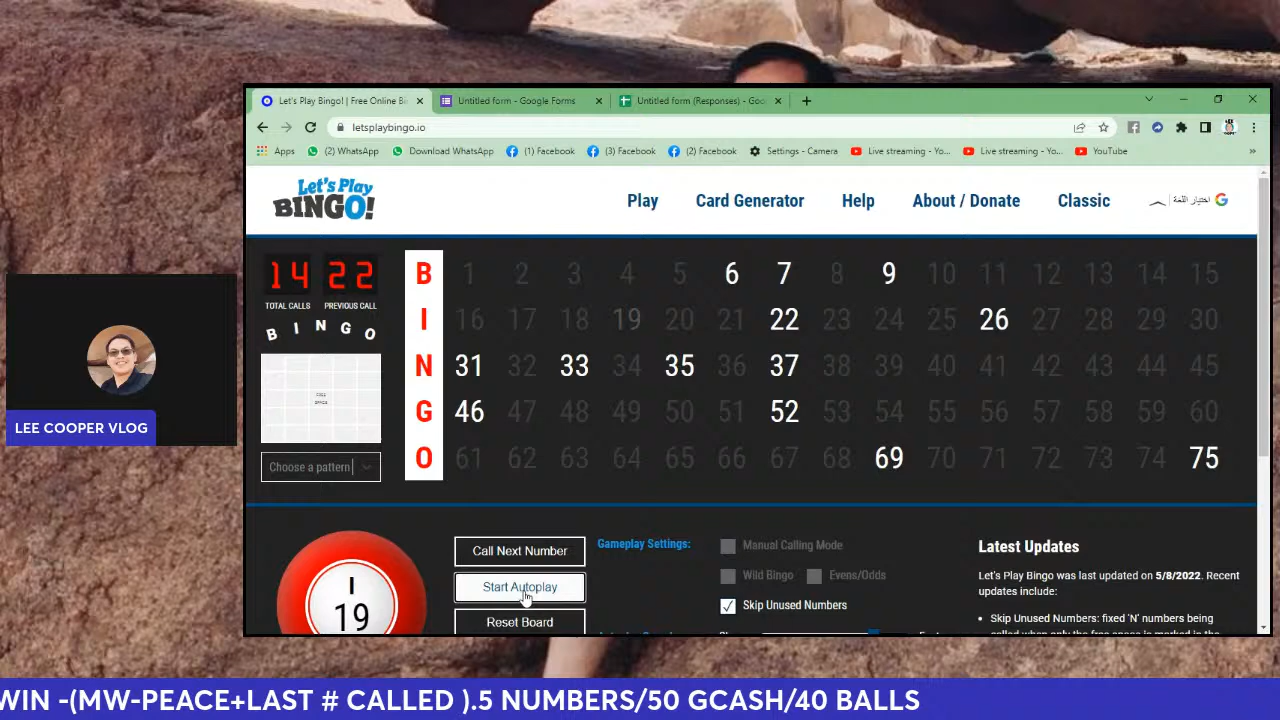 Let's Play Bingo! | Free Online Bi
Untitled form - Google Forms
Untitled form (Responses) - Goo
letsplaybingo.io
Apps
(2) WhatsApp
Download WhatsApp
(1) Facebook
(3) Facebook
(2) Facebook
Settings - Camera
Live streaming - Yo...
Live streaming - Yo...
YouTube
Let's Play
BINGO!
Play
Card Generator
Help
About / Donate
Classic
اختيار اللغة
14 22
TOTAL CALLS PREVIOUS CALL
B I N G O
FREE SPACE
Choose a pattern
B 1 2 3 4 5 6 7 8 9 10 11 12 13 14 15
I 16 17 18 19 20 21 22 23 24 25 26 27 28 29 30
N 31 32 33 34 35 36 37 38 39 40 41 42 43 44 45
G 46 47 48 49 50 51 52 53 54 55 56 57 58 59 60
O 61 62 63 64 65 66 67 68 69 70 71 72 73 74 75
I
19
Call Next Number
Start Autoplay
Reset Board
Gameplay Settings:
Manual Calling Mode
Wild Bingo Evens/Odds
Skip Unused Numbers
Latest Updates
Let's Play Bingo was last updated on 5/8/2022. Recent
updates include:
Skip Unused Numbers: fixed 'N' numbers being
LEE COOPER VLOG
WIN -(MW-PEACE+LAST # CALLED ).5 NUMBERS/50 GCASH/40 BALLS